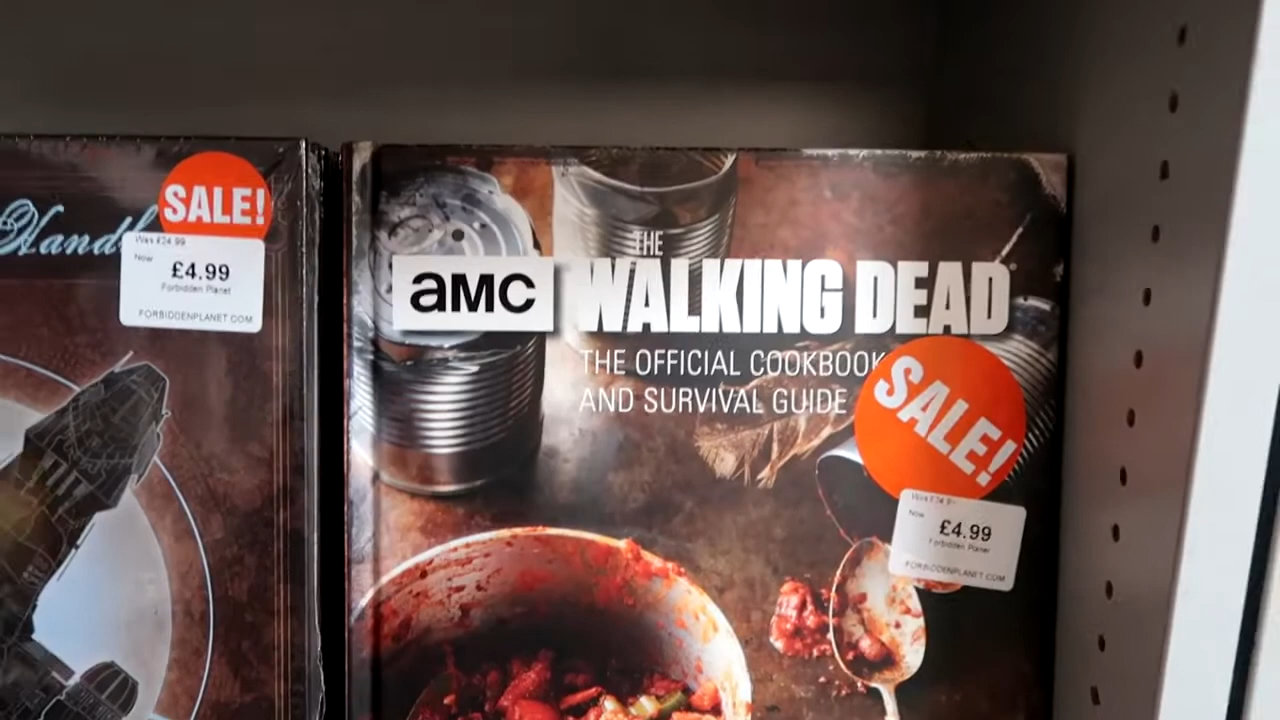 SALE!
Was £24.99
Now
£4.99
Forbidden Planet
FORBIDDENPLANET.COM
THE
aMC WALKING DEAD
THE OFFICIAL COOKBOOK
AND SURVIVAL GUIDE
SALE!
Now
£4.99
Forbidden Planet
FORBIDDENPLANET.COM